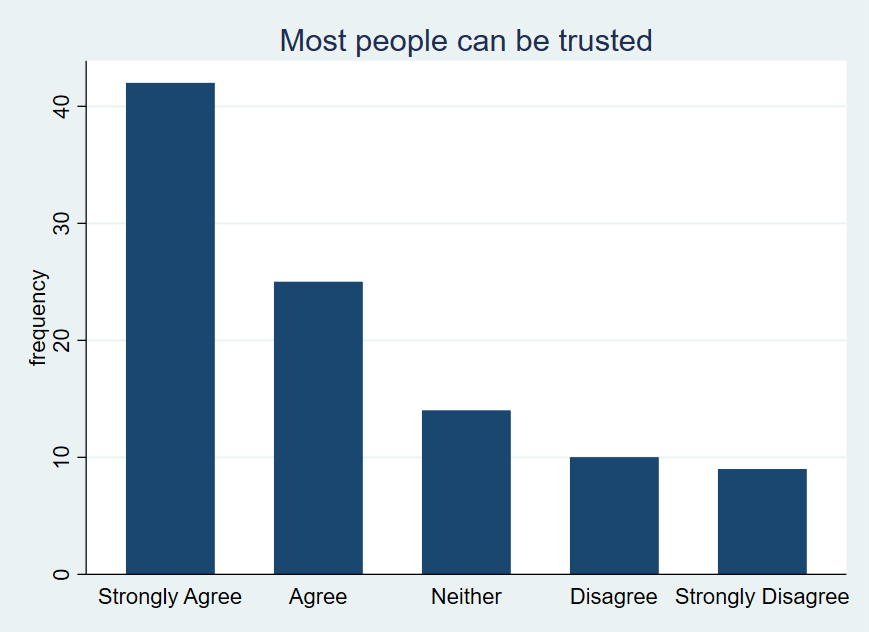 Most people can be trusted
frequency
40
30
20
10
0
Strongly Agree Agree Neither Disagree Strongly Disagree